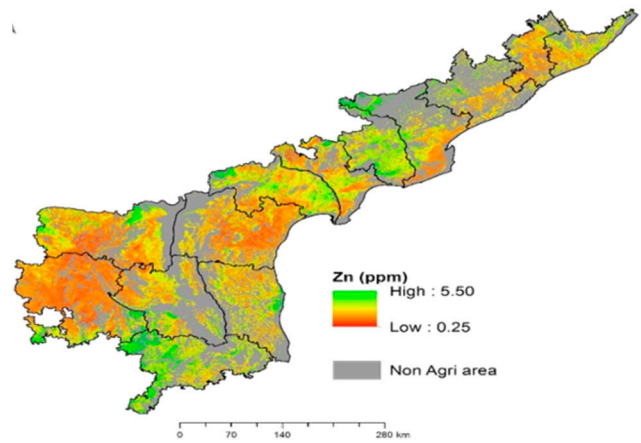 Zn (ppm)
High : 5.50
Low : 0.25
Non Agri area
0 70 140 280 km